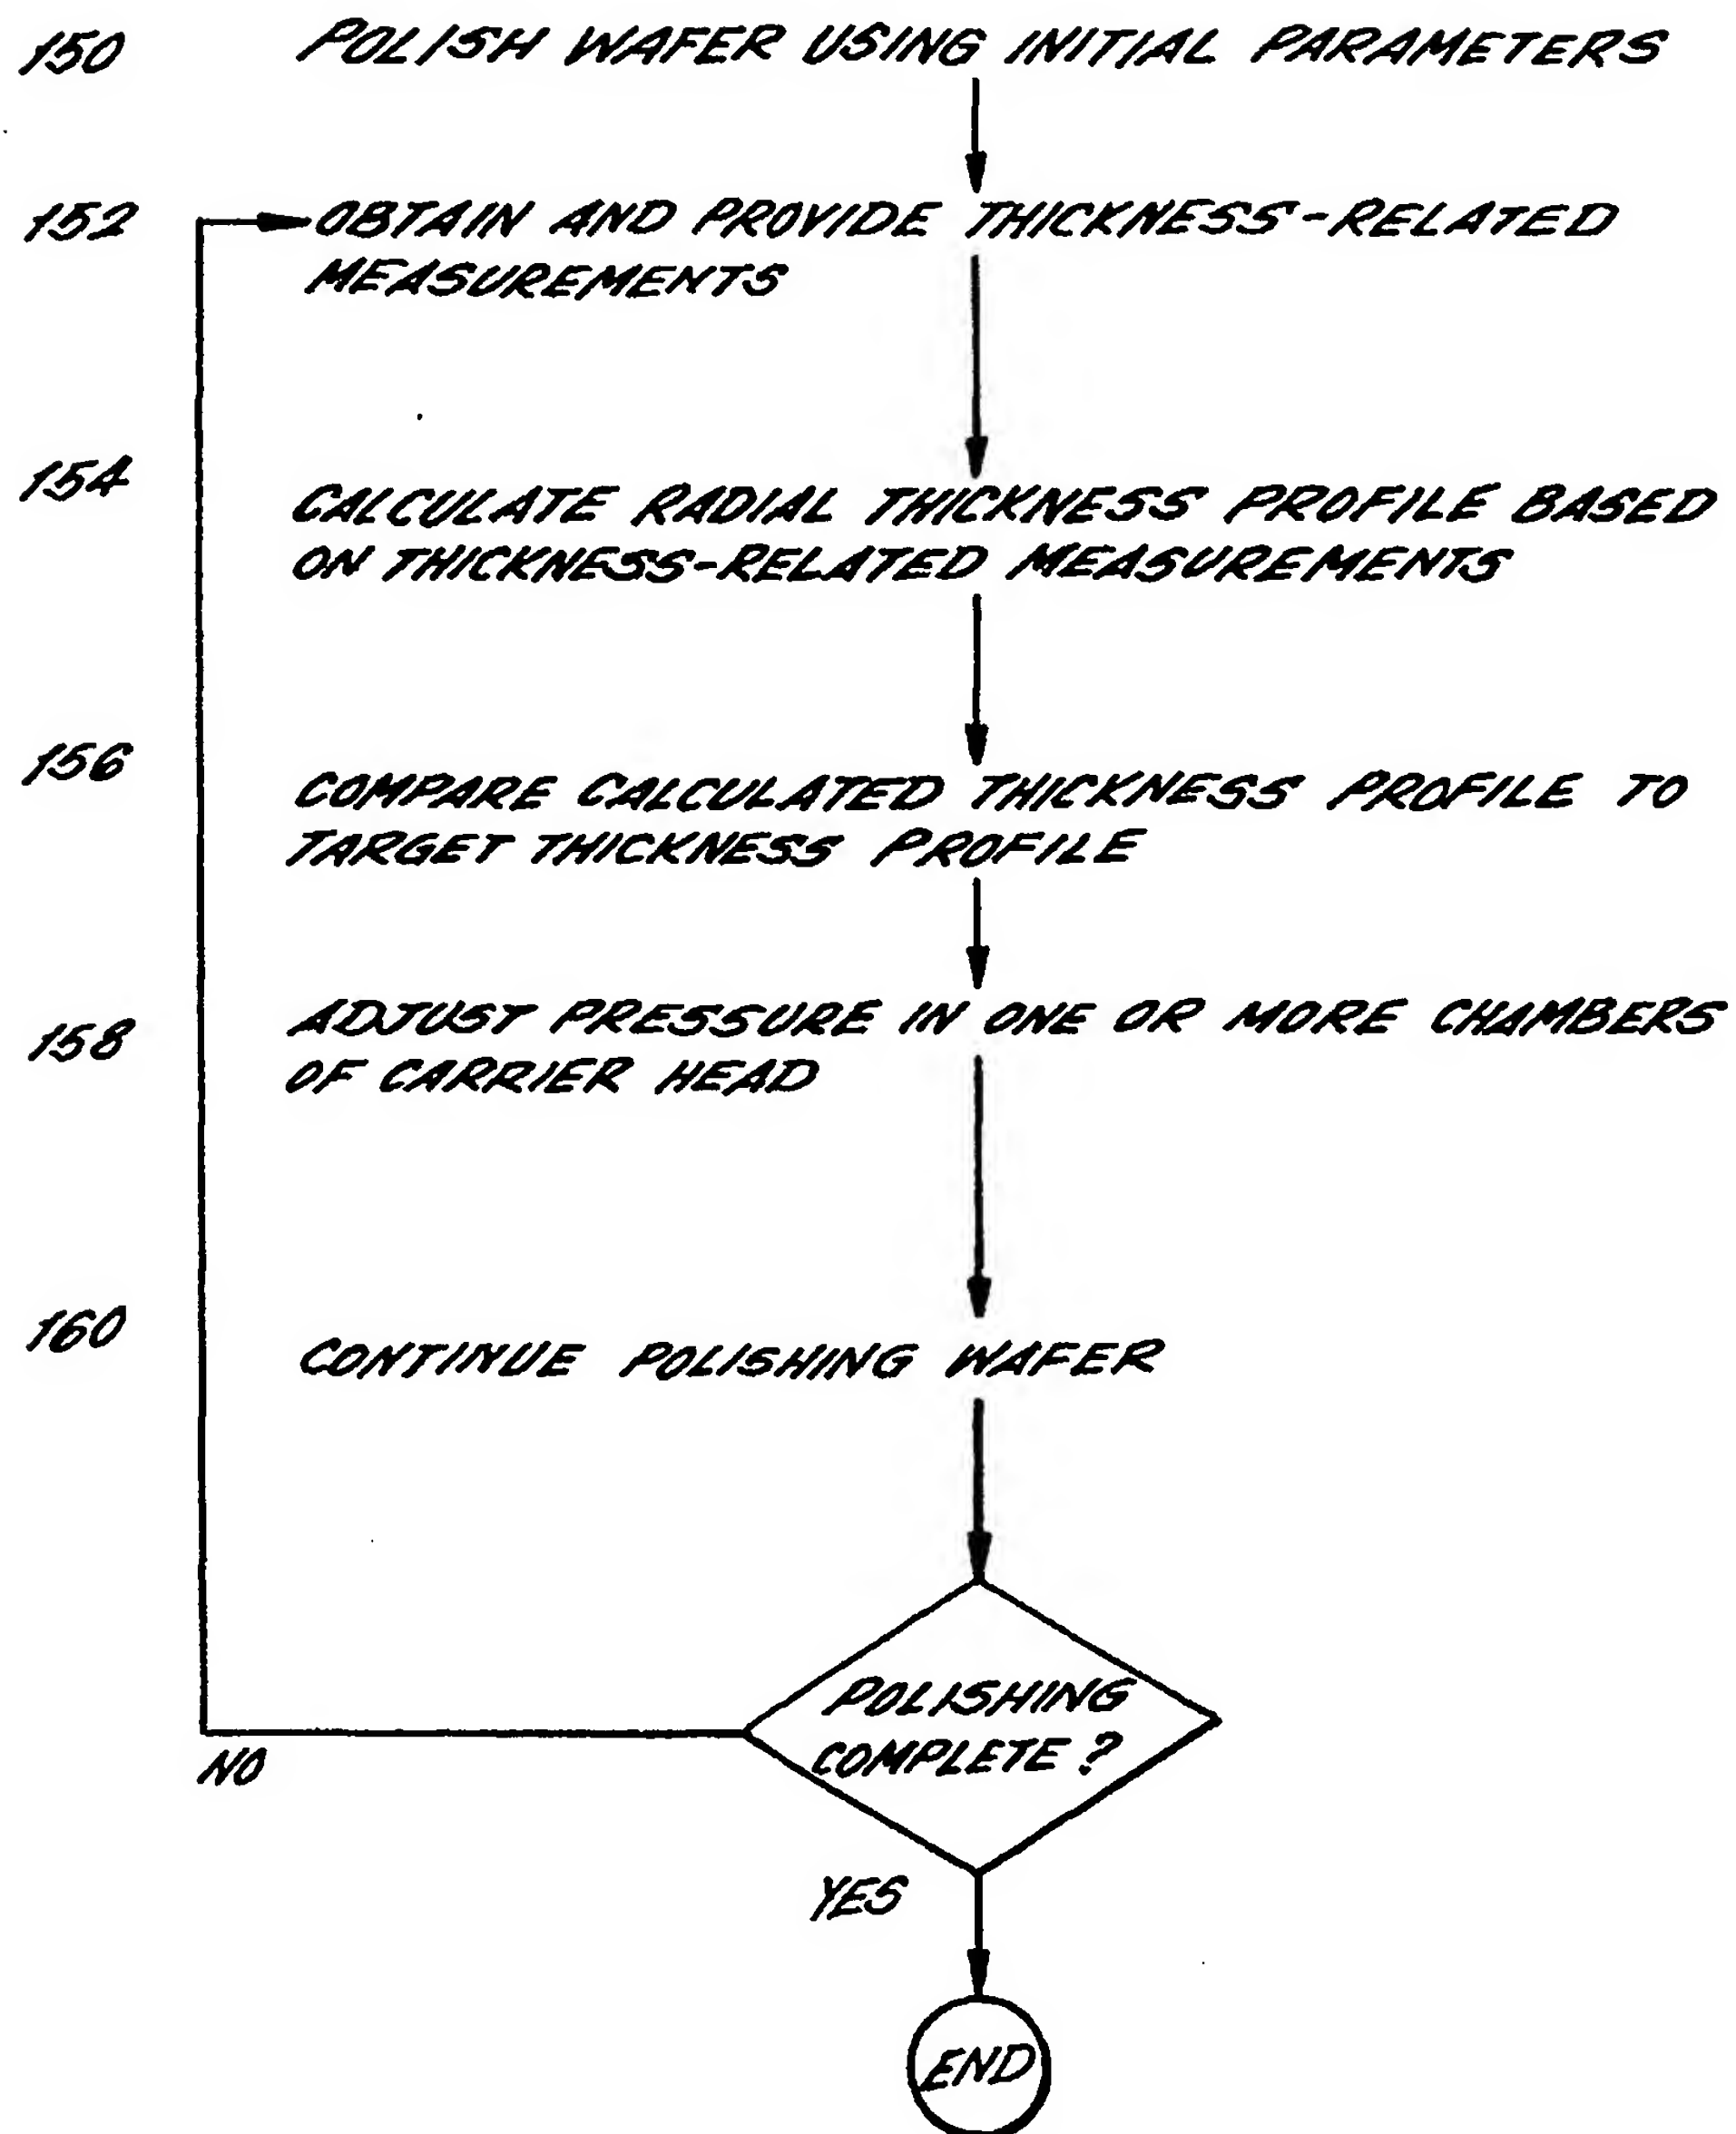 150 POLISH WAFER USING INITIAL PARAMETERS
152 OBTAIN AND PROVIDE THICKNESS-RELATED
MEASUREMENTS
154 CALCULATE RADIAL THICKNESS PROFILE BASED
ON THICKNESS-RELATED MEASUREMENTS
156 COMPARE CALCULATED THICKNESS PROFILE TO
TARGET THICKNESS PROFILE
158 ADJUST PRESSURE IN ONE OR MORE CHAMBERS
OF CARRIER HEAD
160 CONTINUE POLISHING WAFER
POLISHING
COMPLETE?
NO
YES
END